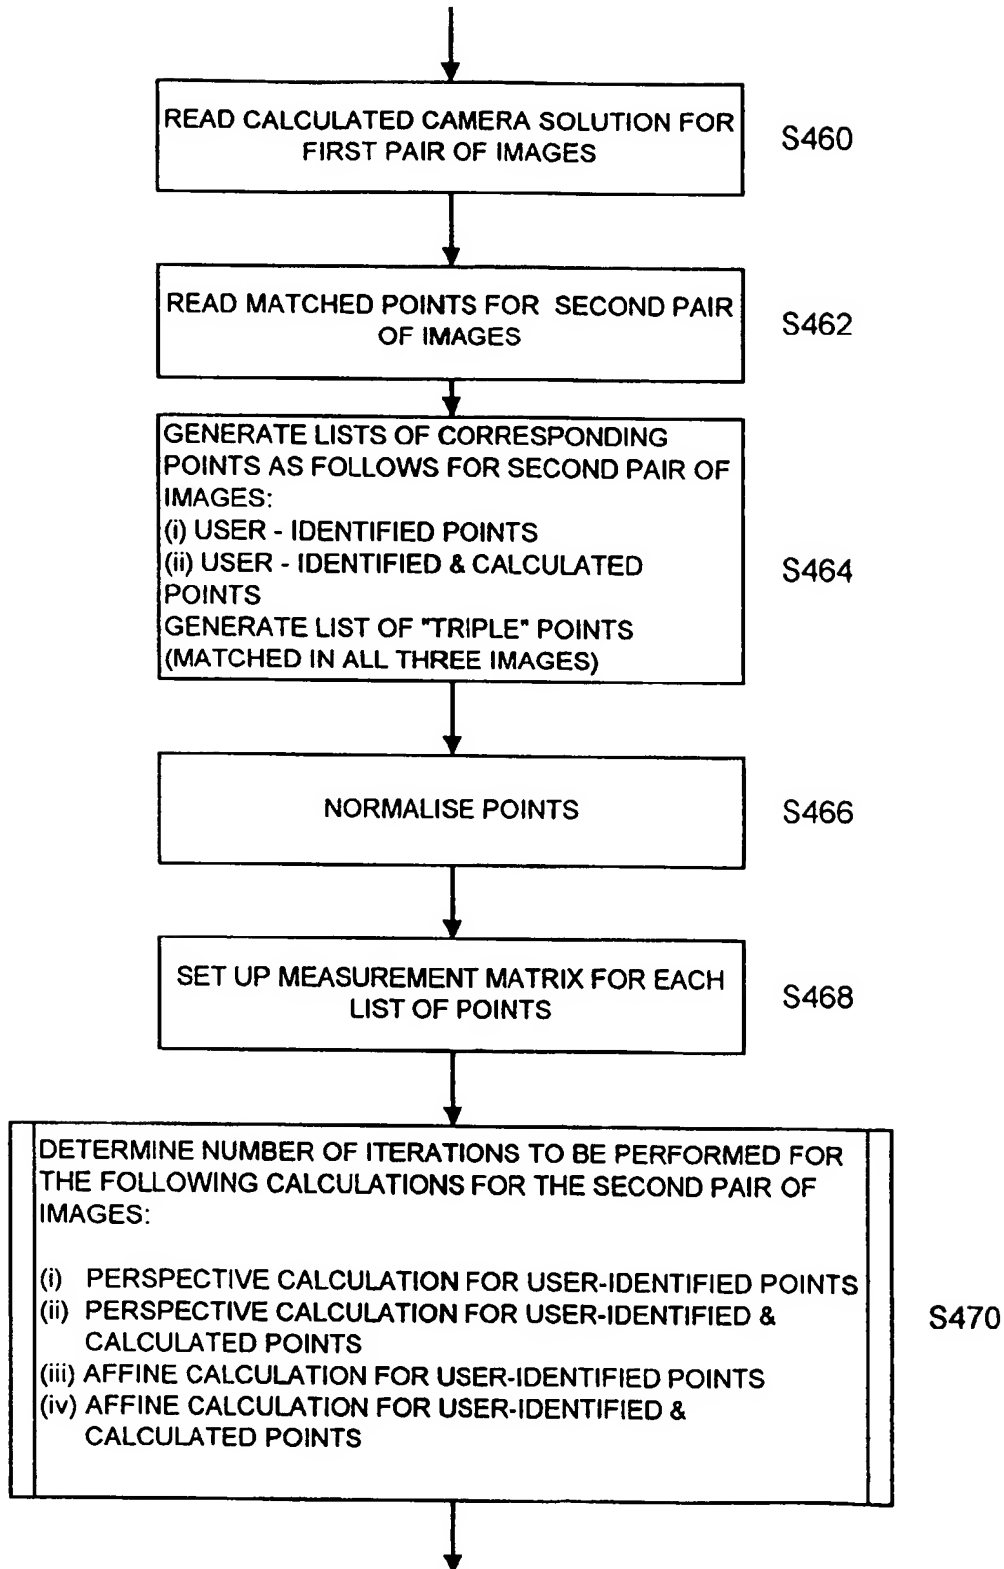 READ CALCULATED CAMERA SOLUTION FOR
FIRST PAIR OF IMAGES
S460
READ MATCHED POINTS FOR SECOND PAIR
OF IMAGES
S462
GENERATE LISTS OF CORRESPONDING
POINTS AS FOLLOWS FOR SECOND PAIR OF
IMAGES:
(i) USER - IDENTIFIED POINTS
(ii) USER - IDENTIFIED & CALCULATED
POINTS
GENERATE LIST OF "TRIPLE" POINTS
(MATCHED IN ALL THREE IMAGES)
S464
NORMALISE POINTS
S466
SET UP MEASUREMENT MATRIX FOR EACH
LIST OF POINTS
S468
DETERMINE NUMBER OF ITERATIONS TO BE PERFORMED FOR
THE FOLLOWING CALCULATIONS FOR THE SECOND PAIR OF
IMAGES:
(i) PERSPECTIVE CALCULATION FOR USER-IDENTIFIED POINTS
(ii) PERSPECTIVE CALCULATION FOR USER-IDENTIFIED &
CALCULATED POINTS
(iii) AFFINE CALCULATION FOR USER-IDENTIFIED POINTS
(iv) AFFINE CALCULATION FOR USER-IDENTIFIED &
CALCULATED POINTS
S470